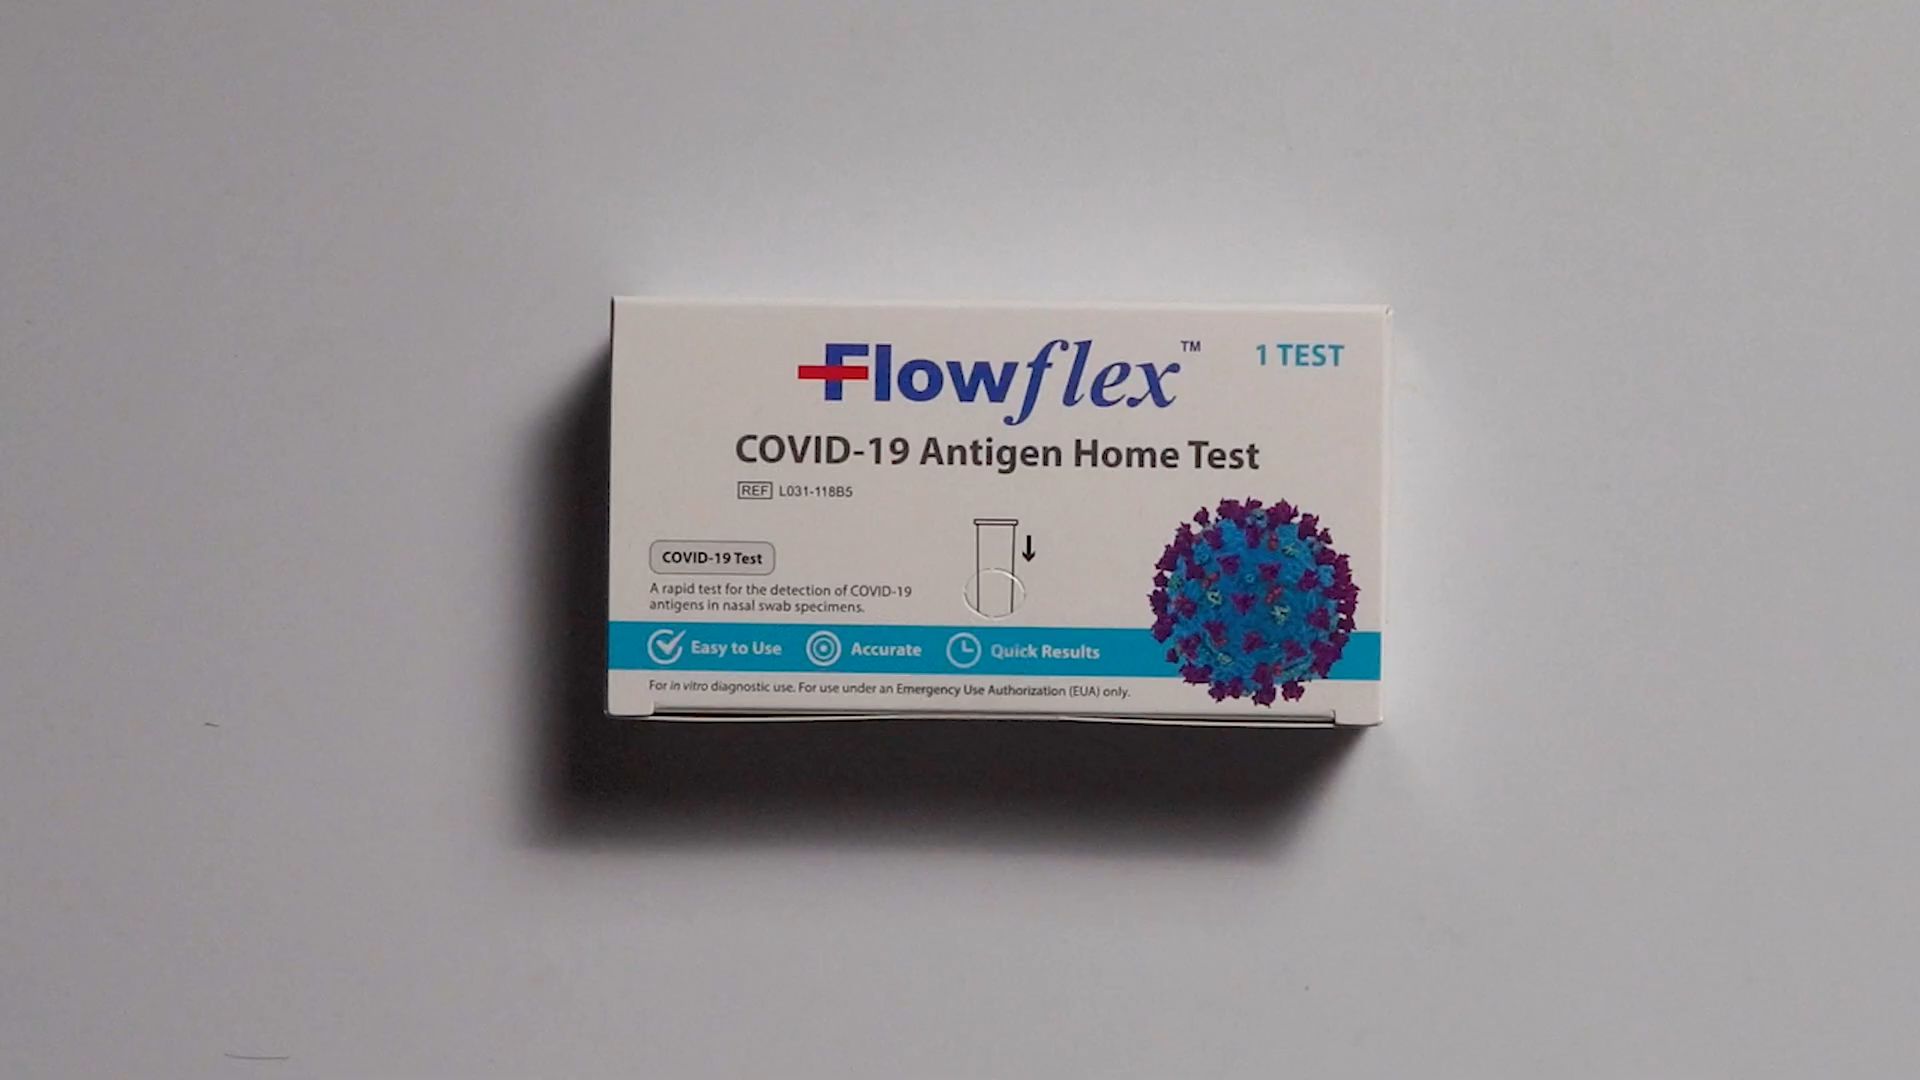 Flowflex™
1 TEST
COVID-19 Antigen Home Test
REF L031-118B5
COVID-19 Test
A rapid test for the detection of COVID-19
antigens in nasal swab specimens.
Easy to Use Accurate Quick Results
For in vitro diagnostic use. For use under an Emergency Use Authorization (EUA) only.